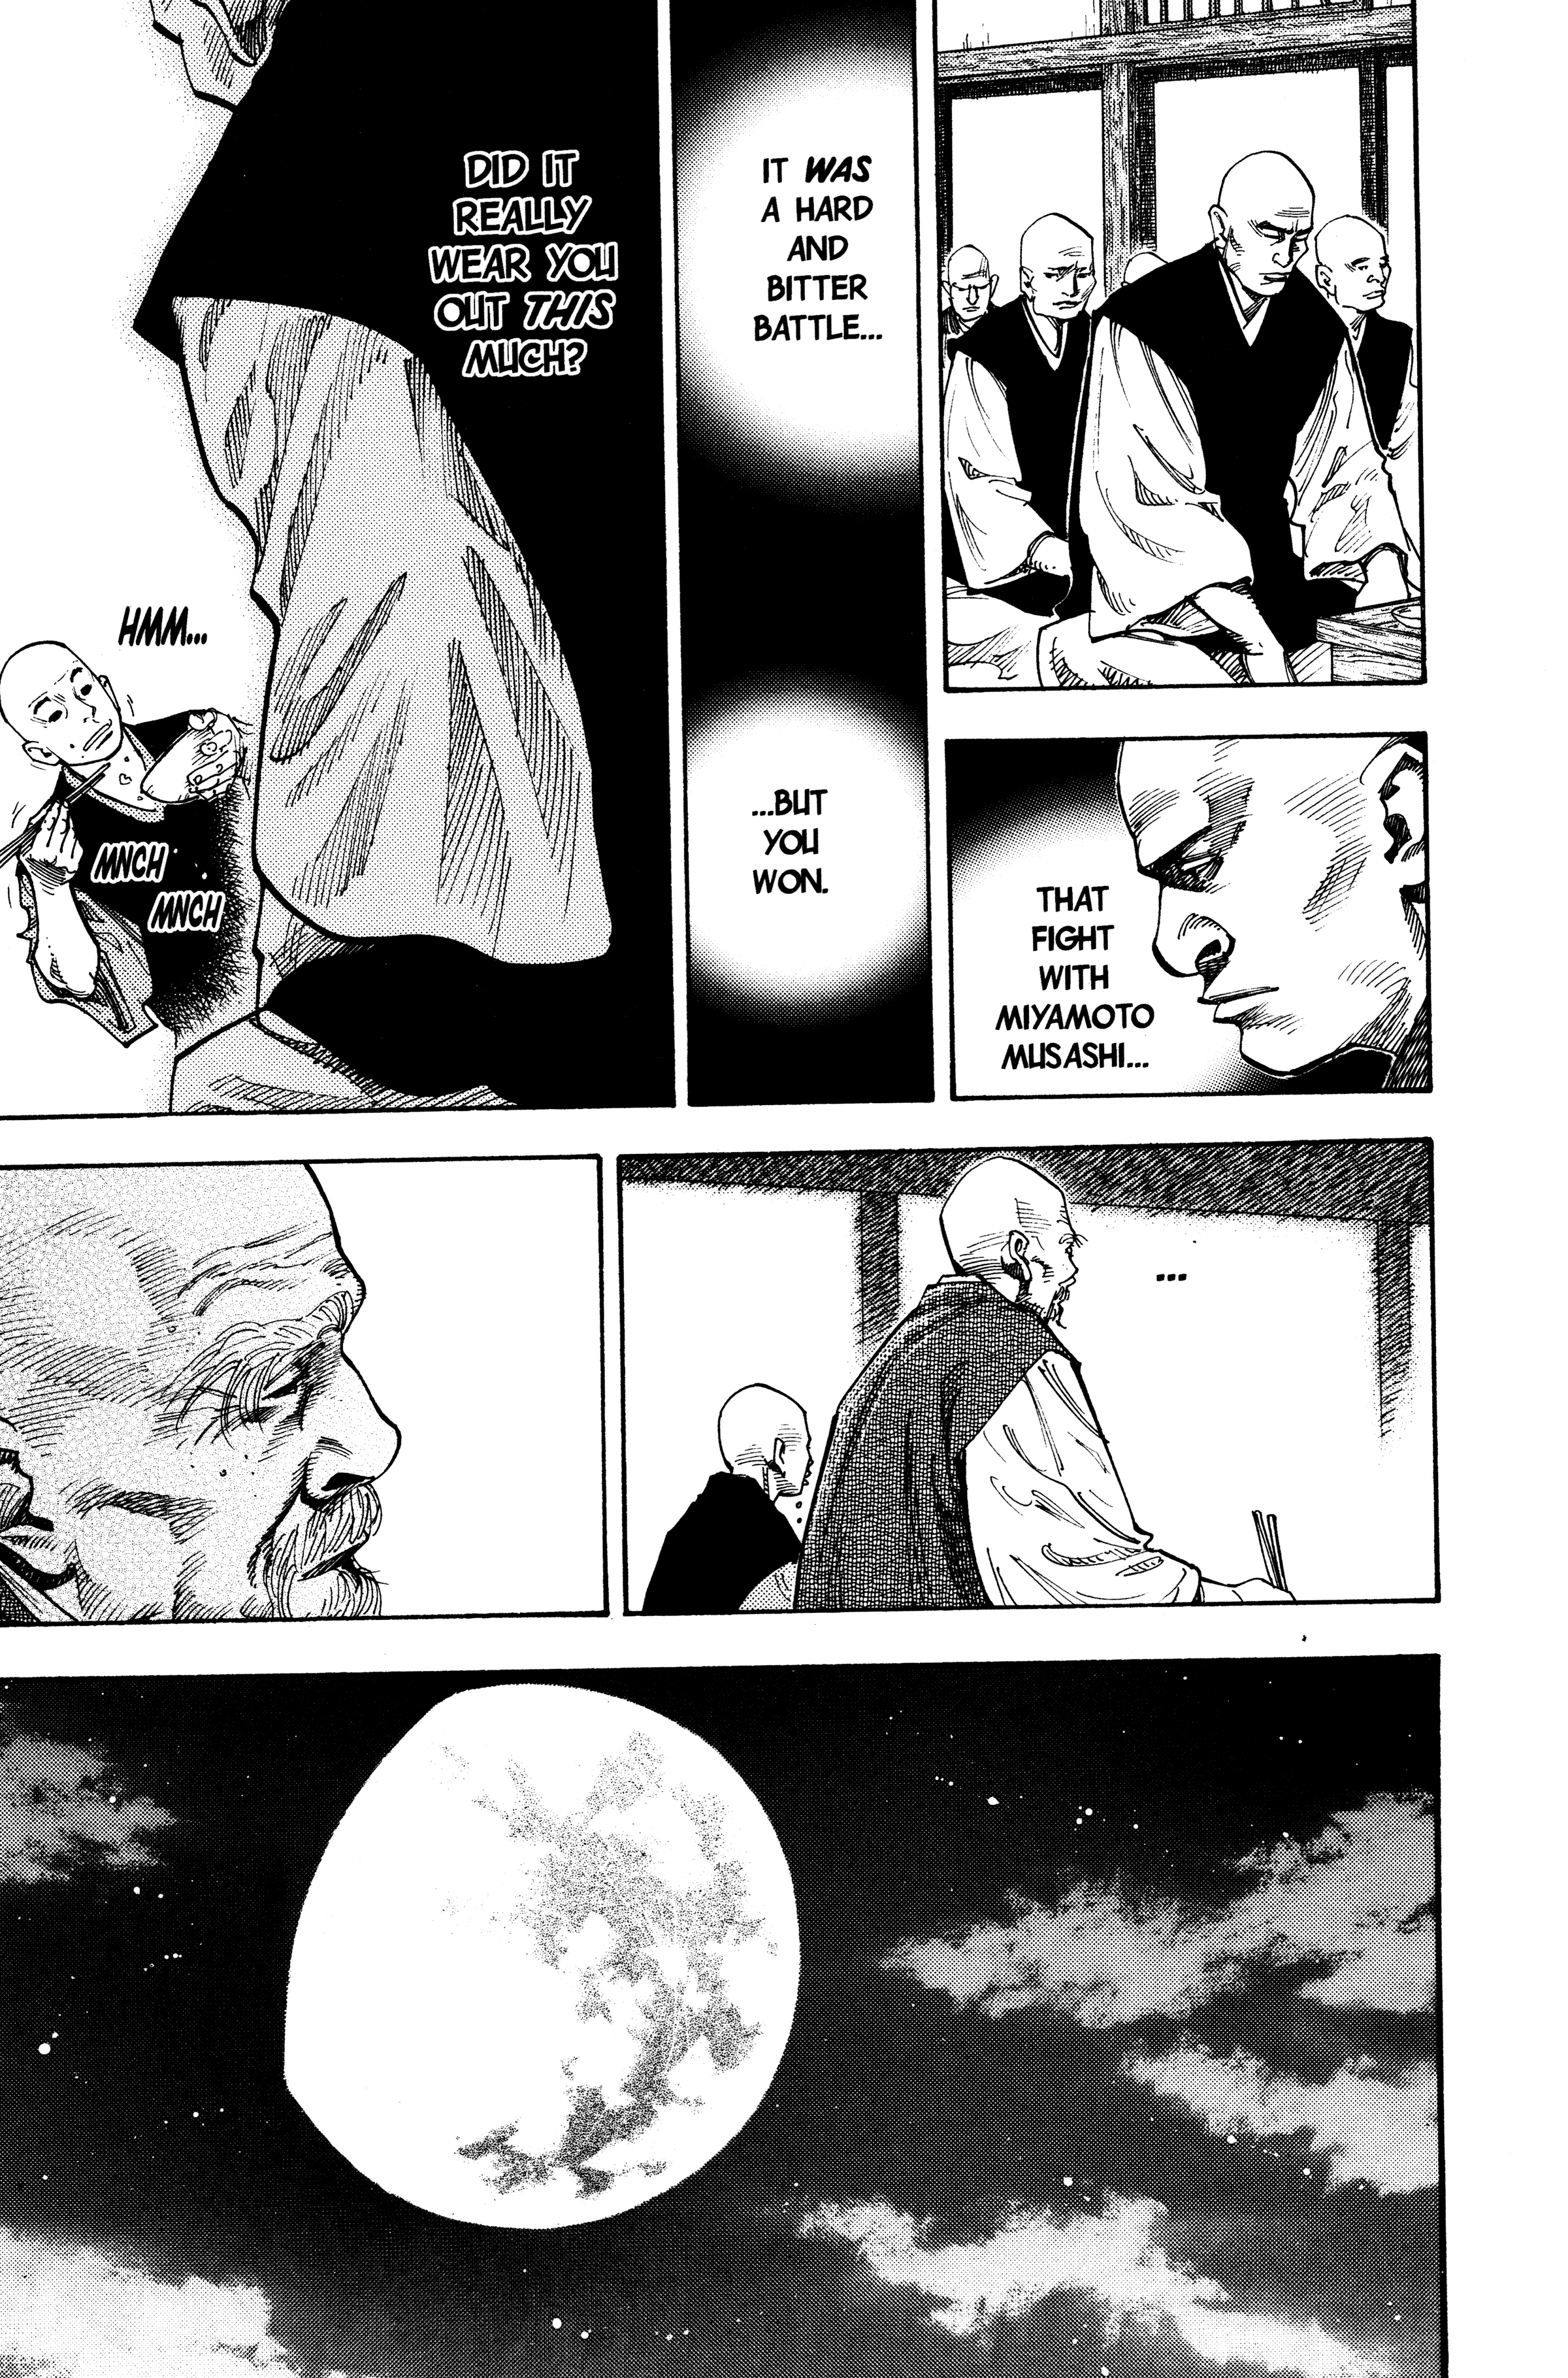 THAT
FIGHT
WITH
MIYAMOTO
MUSASHI...
IT WAS
A HARD
AND
BITTER
BATTLE...
...BUT
YOU
WON.
DID IT
REALLY
WEAR YOU
OUT THIS
MUCH?
HMM...
MNCH
MNCH
...